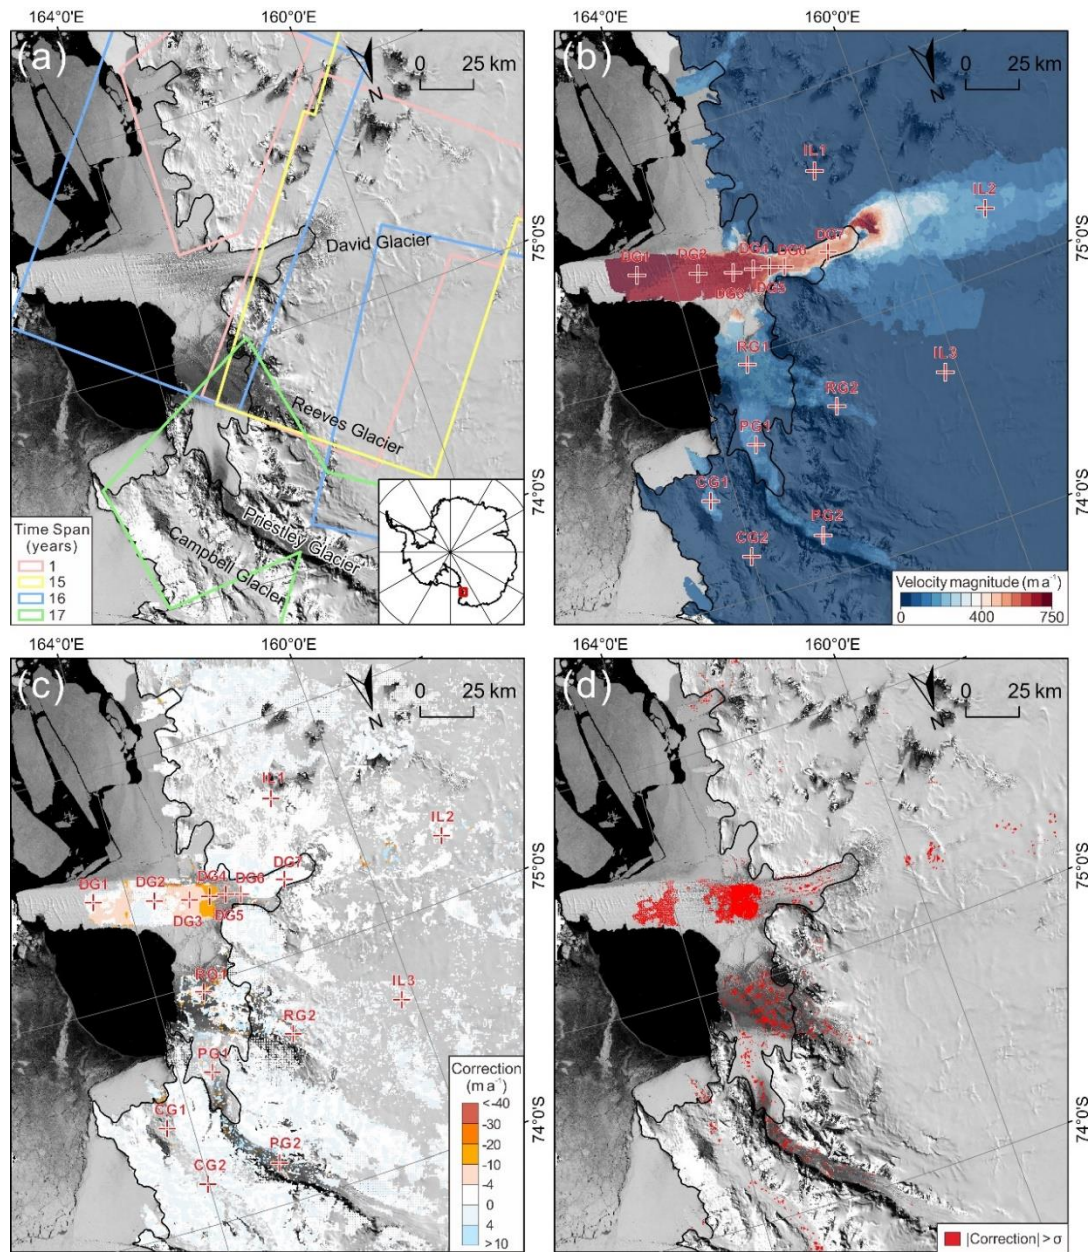 164°0'E
160°0'E
(a)
0
25 km
N
David Glacier
75°0'S
Reeves Glacier
74°0'S
Priestley Glacier
Campbell Glacier
Time Span
(years)
1
15
16
17
164°0'E
160°0'E
(b)
0
25 km
N
IL1
IL2
DG7
DG4
DG6
DG1
DG2
DG3
DG5
75°0'S
RG1
IL3
RG2
PG1
CG1
74°0'S
PG2
CG2
Velocity magnitude (m a⁻¹)
0
400
750
164°0'E
160°0'E
(c)
0
25 km
N
IL1
IL2
DG7
DG4
DG6
DG1
DG2
DG3
DG5
75°0'S
RG1
IL3
RG2
PG1
CG1
74°0'S
PG2
CG2
Correction
(m a⁻¹)
<-40
-30
-20
-10
-4
0
4
>10
164°0'E
160°0'E
(d)
0
25 km
N
75°0'S
74°0'S
|Correction| > σ